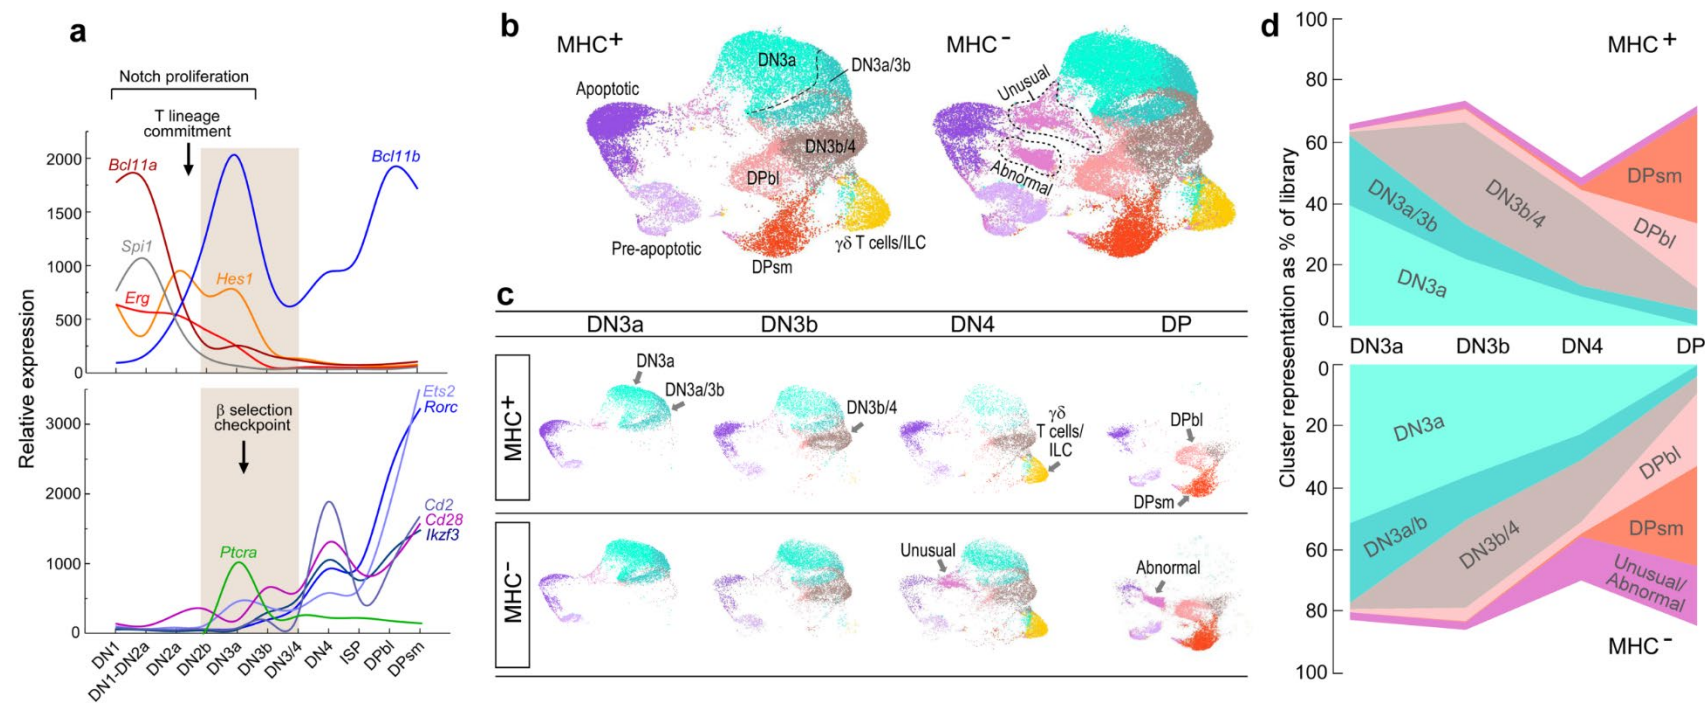 a
Notch proliferation
T lineage
commitment
Relative expression
2000
1500
1000
500
0
Bcl11a
Bcl11b
Spi1
Hes1
Erg
3000
2000
1000
0
β selection
checkpoint
Ets2
Rorc
Cd2
Cd28
Ikzf3
Ptcra
DN1
DN1-DN2a
DN2a
DN2b
DN3a
DN3b
DN3/4
DN4
ISP
DPbl
DPsm
b
MHC+
DN3a
DN3a/3b
Apoptotic
DN3b/4
DPbl
Pre-apoptotic
DPsm
γδ T cells/ILC
MHC−
Unusual
Abnormal
c
DN3a DN3b DN4 DP
MHC+
DN3a
DN3a/3b
DN3b/4
γδ
T cells/
ILC
DPbl
DPsm
MHC−
Unusual
Abnormal
d
Cluster representation as % of library
100
80
60
40
20
0
MHC+
DN3a/3b
DN3b/4
DPsm
DPbl
DN3a
DN3a DN3b DN4 DP
0
20
40
60
80
100
DN3a
DN3a/b
DN3b/4
DPbl
DPsm
Unusual/
Abnormal
MHC−